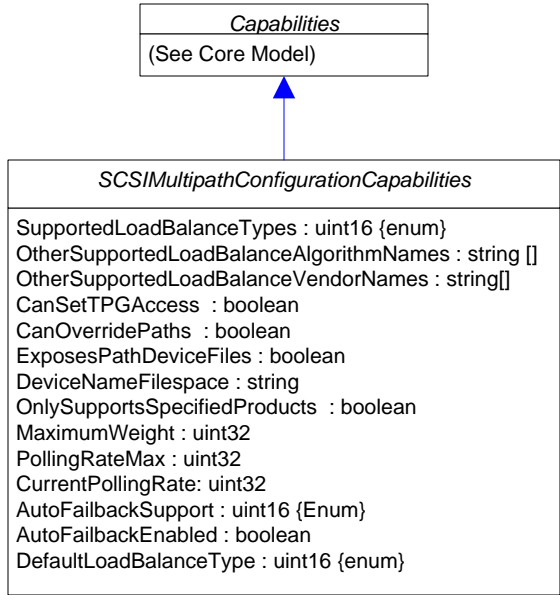 Capabilities
(See Core Model)
SCSIMultipathConfigurationCapabilities
SupportedLoadBalanceTypes : uint16 {enum}
OtherSupportedLoadBalanceAlgorithmNames : string []
OtherSupportedLoadBalanceVendorNames : string[]
CanSetTPGAccess : boolean
CanOverridePaths : boolean
ExposesPathDeviceFiles : boolean
DeviceNameFilespace : string
OnlySupportsSpecifiedProducts : boolean
MaximumWeight : uint32
PollingRateMax : uint32
CurrentPollingRate: uint32
AutoFailbackSupport : uint16 {Enum}
AutoFailbackEnabled : boolean
DefaultLoadBalanceType : uint16 {enum}